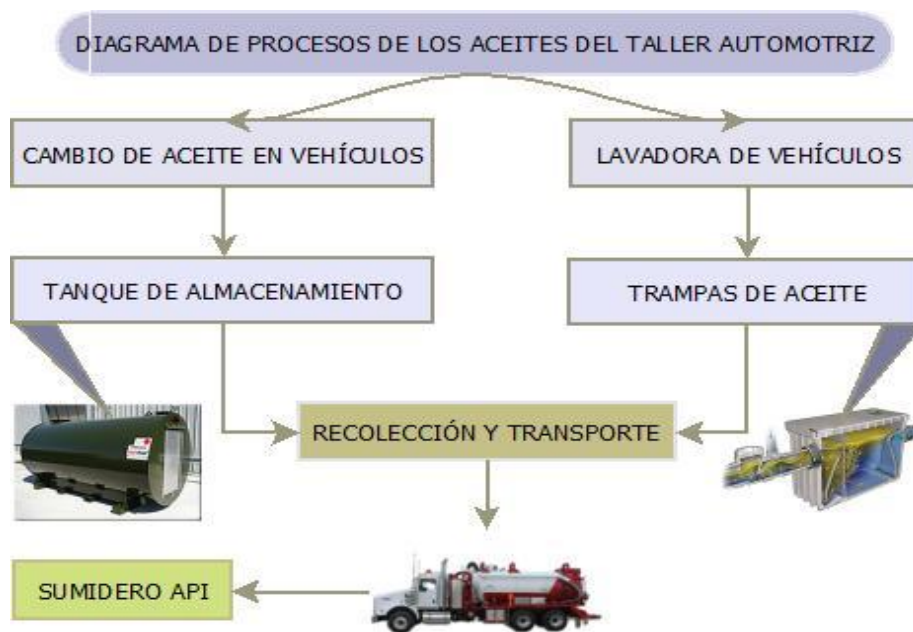 DIAGRAMA DE PROCESOS DE LOS ACEITES DEL TALLER AUTOMOTRIZ
CAMBIO DE ACEITE EN VEHÍCULOS
LAVADORA DE VEHÍCULOS
TANQUE DE ALMACENAMIENTO
TRAMPAS DE ACEITE
RECOLECCIÓN Y TRANSPORTE
SUMIDERO API